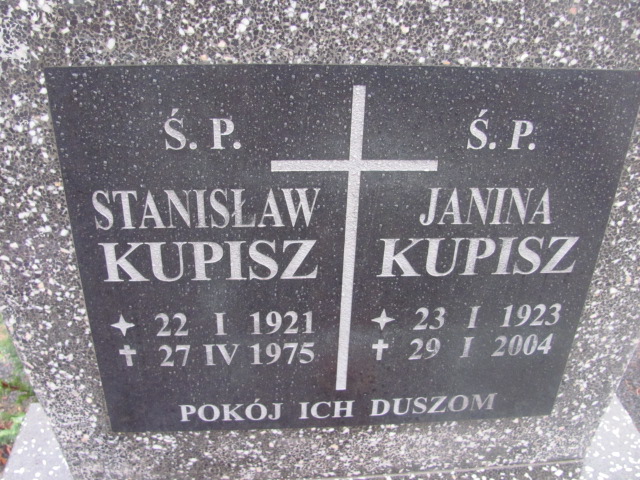 Ś. P.
STANISŁAW
KUPISZ
22 I 1921
27 IV 1975
Ś. P.
JANINA
KUPISZ
23 I 1923
29 I 2004
POKÓJ ICH DUSZOM